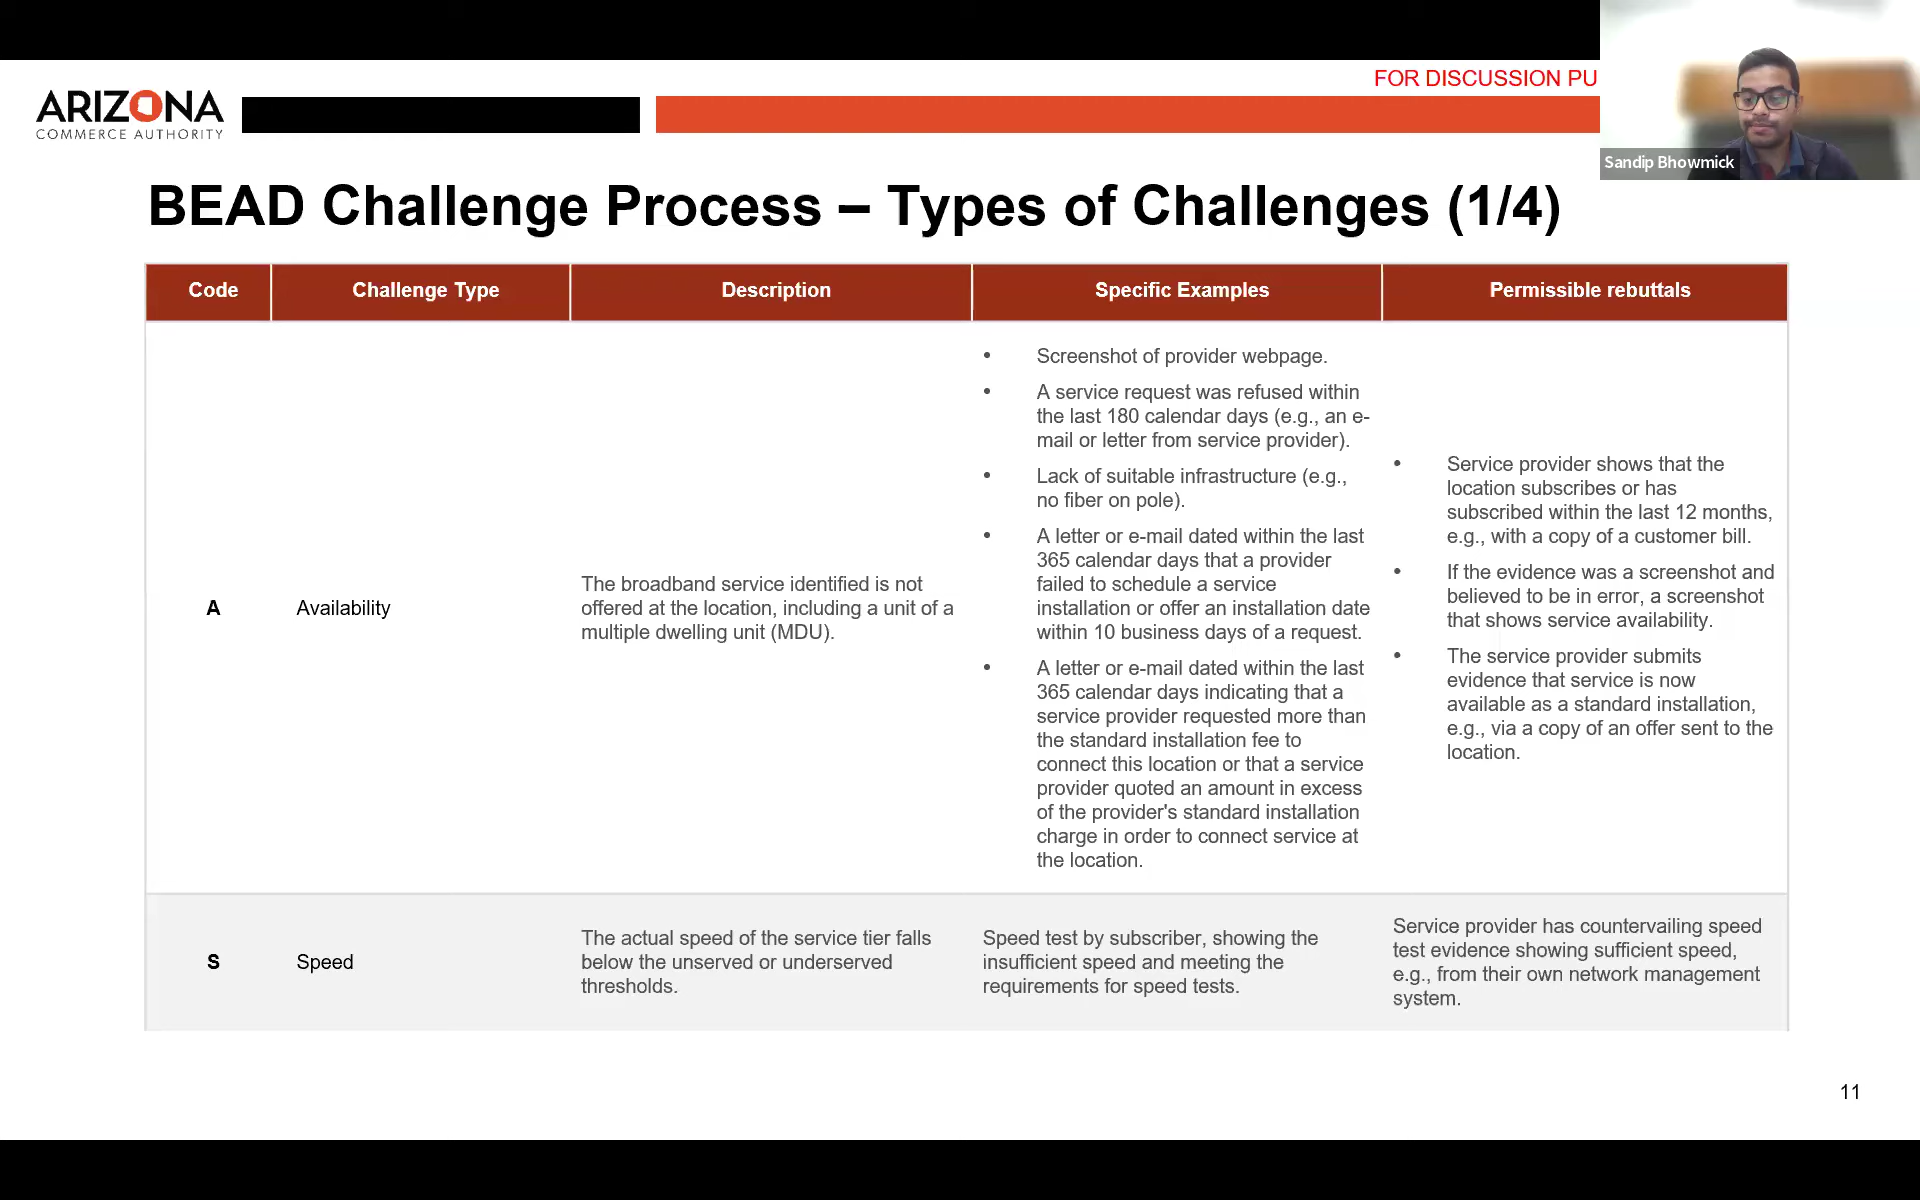 FOR DISCUSSION PU
ARIZONA
COMMERCE AUTHORITY
Sandip Bhowmick
BEAD Challenge Process – Types of Challenges (1/4)
Code
Challenge Type
Description
Specific Examples
Permissible rebuttals
A
Availability
The broadband service identified is not
offered at the location, including a unit of a
multiple dwelling unit (MDU).
• Screenshot of provider webpage.
• A service request was refused within
the last 180 calendar days (e.g., an e-
mail or letter from service provider).
• Lack of suitable infrastructure (e.g.,
no fiber on pole).
• A letter or e-mail dated within the last
365 calendar days that a provider
failed to schedule a service
installation or offer an installation date
within 10 business days of a request.
• A letter or e-mail dated within the last
365 calendar days indicating that a
service provider requested more than
the standard installation fee to
connect this location or that a service
provider quoted an amount in excess
of the provider's standard installation
charge in order to connect service at
the location.
• Service provider shows that the
location subscribes or has
subscribed within the last 12 months,
e.g., with a copy of a customer bill.
• If the evidence was a screenshot and
believed to be in error, a screenshot
that shows service availability.
• The service provider submits
evidence that service is now
available as a standard installation,
e.g., via a copy of an offer sent to the
location.
S
Speed
The actual speed of the service tier falls
below the unserved or underserved
thresholds.
Speed test by subscriber, showing the
insufficient speed and meeting the
requirements for speed tests.
Service provider has countervailing speed
test evidence showing sufficient speed,
e.g., from their own network management
system.
11